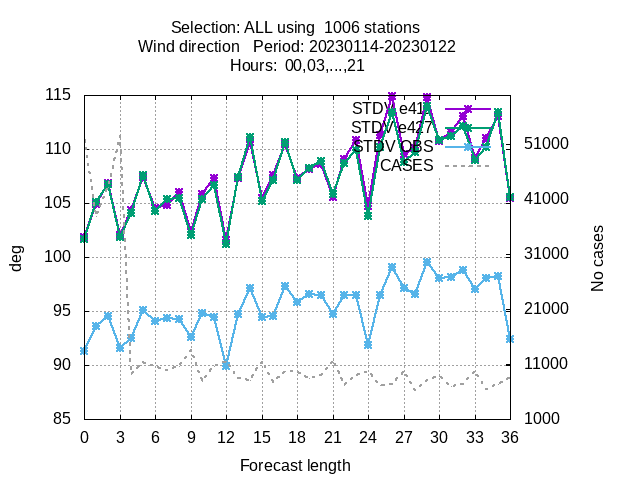 Selection: ALL using  1006 stations
Wind direction   Period: 20230114-20230122
Hours:  00,03,...,21
115
110
105
100
95
90
85
deg
51000
41000
31000
21000
11000
1000
No cases
STDV
STDV e427
STDV OBS
CASES
0 3 6 9 12 15 18 21 24 27 30 33 36
Forecast length